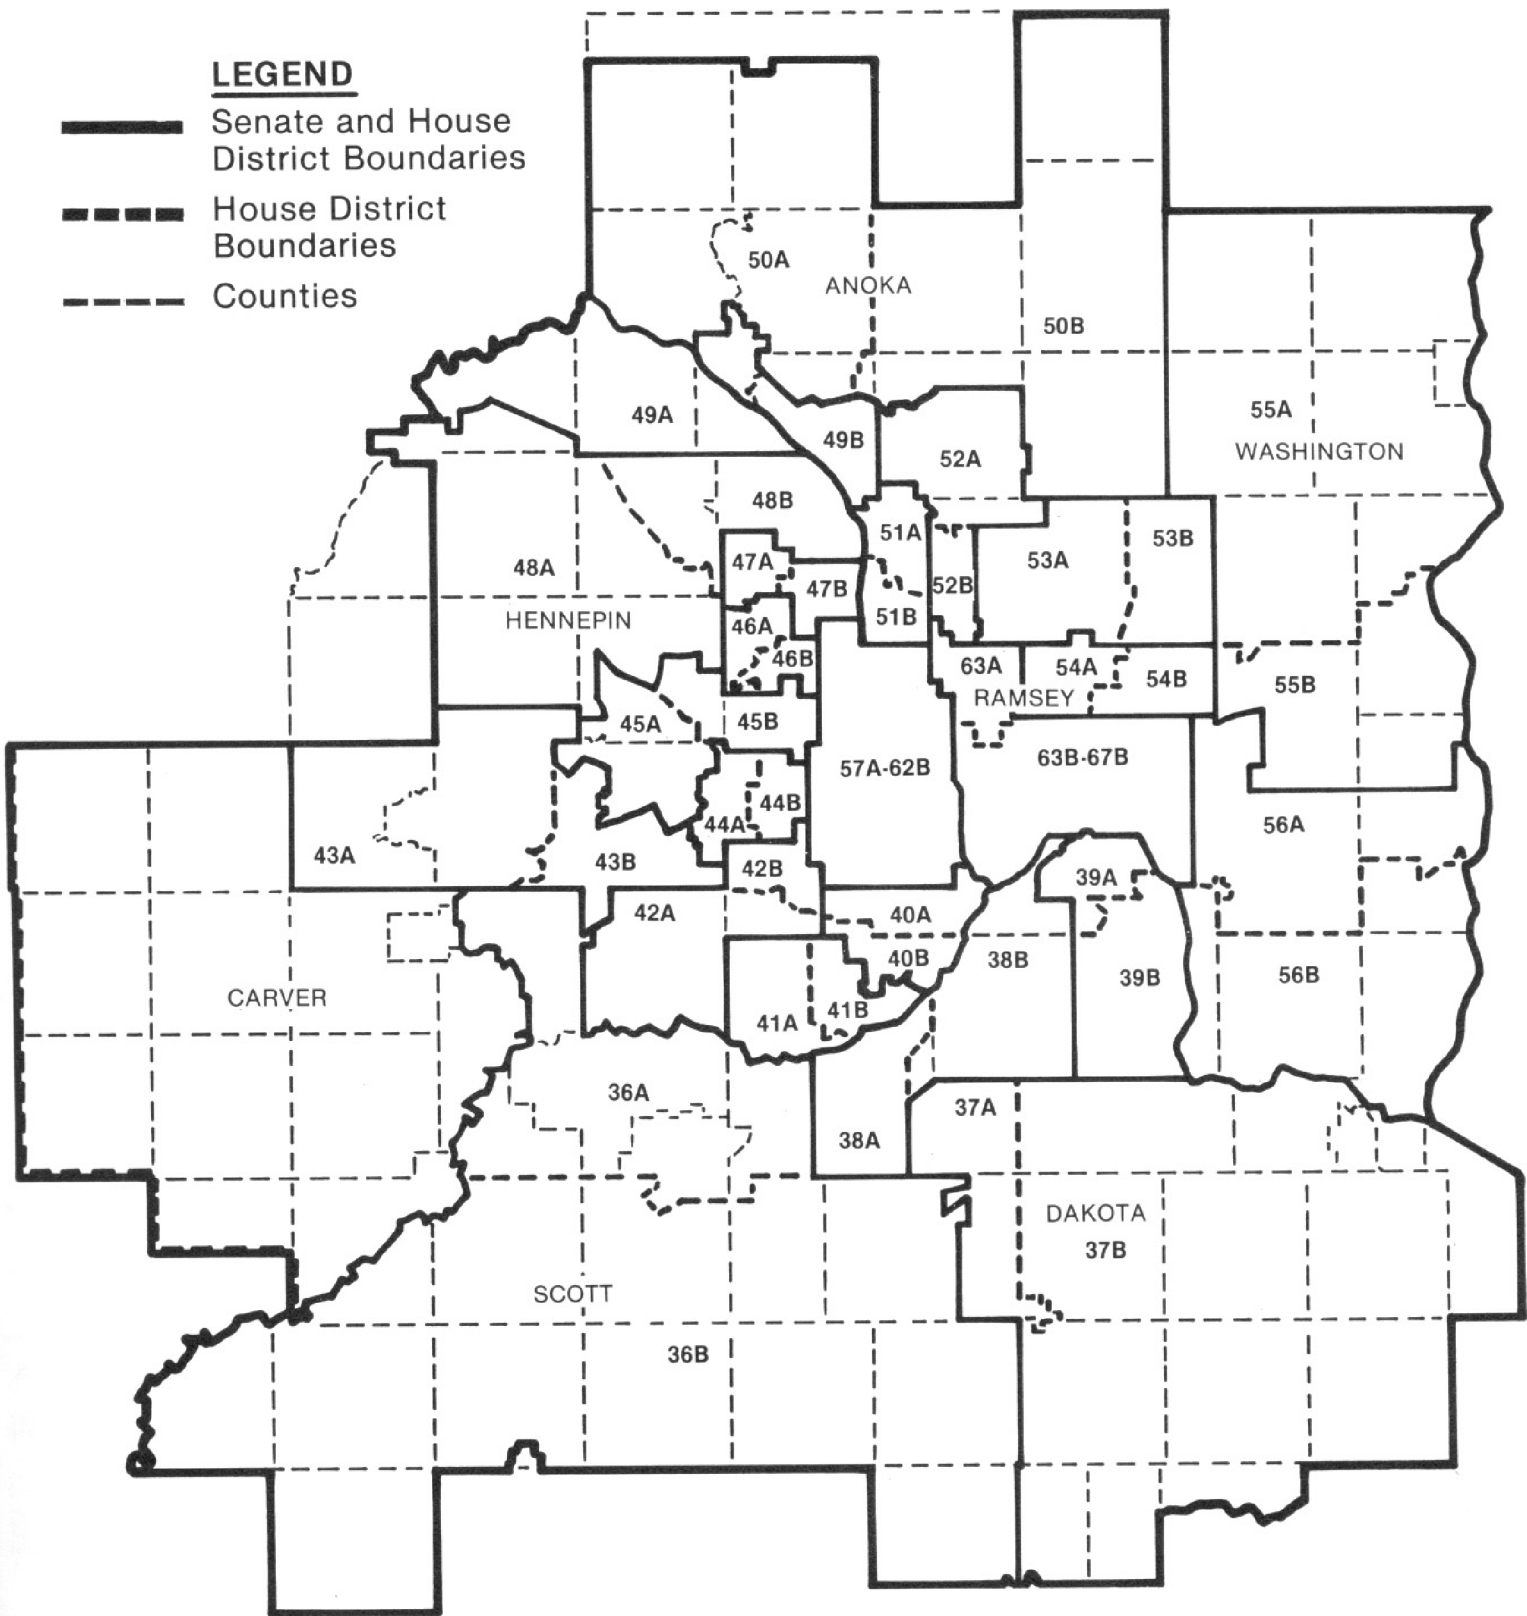 LEGEND
Senate and House
District Boundaries
House District
Boundaries
Counties
50A
ANOKA
50B
49A
55A
49B
WASHINGTON
52A
48B
51A
53B
47A
53A
48A
52B
47B
51B
HENNEPIN
46A
46B
63A
54A
54B
55B
RAMSEY
45A
45B
57A-62B
63B-67B
44B
44A
56A
43A
43B
42B
39A
42A
40A
40B
38B
39B
56B
CARVER
41A
41B
36A
37A
38A
DAKOTA
37B
SCOTT
36B